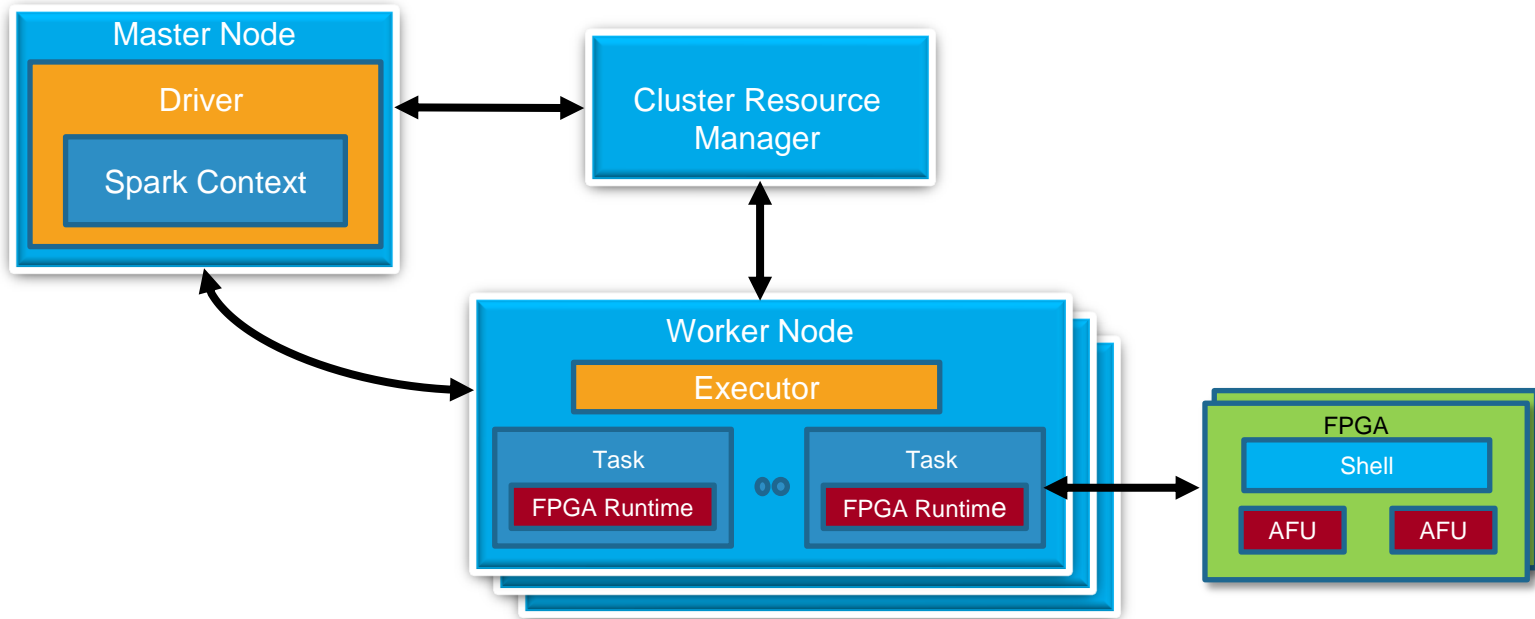 Master Node
Driver
Spark Context
Cluster Resource
Manager
Worker Node
Executor
Task
FPGA Runtime
Task
FPGA Runtime
FPGA
Shell
AFU
AFU